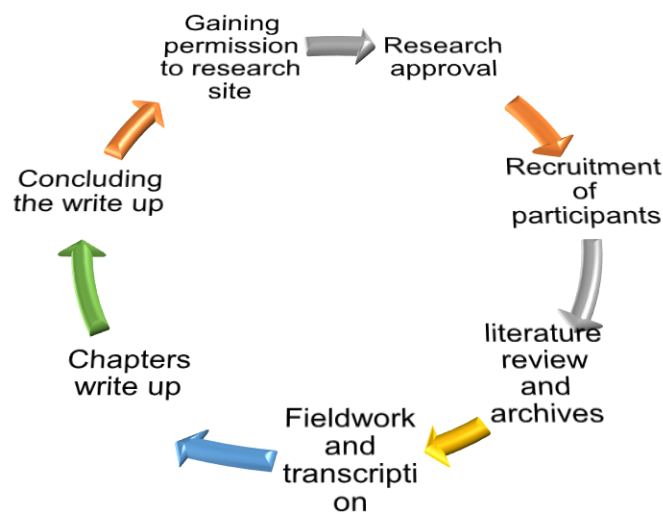 Gaining
permission
to research
site
Research
approval
Recruitment
of
participants
literature
review
and
archives
Fieldwork
and
transcripti
on
Chapters
write up
Concluding
the write up